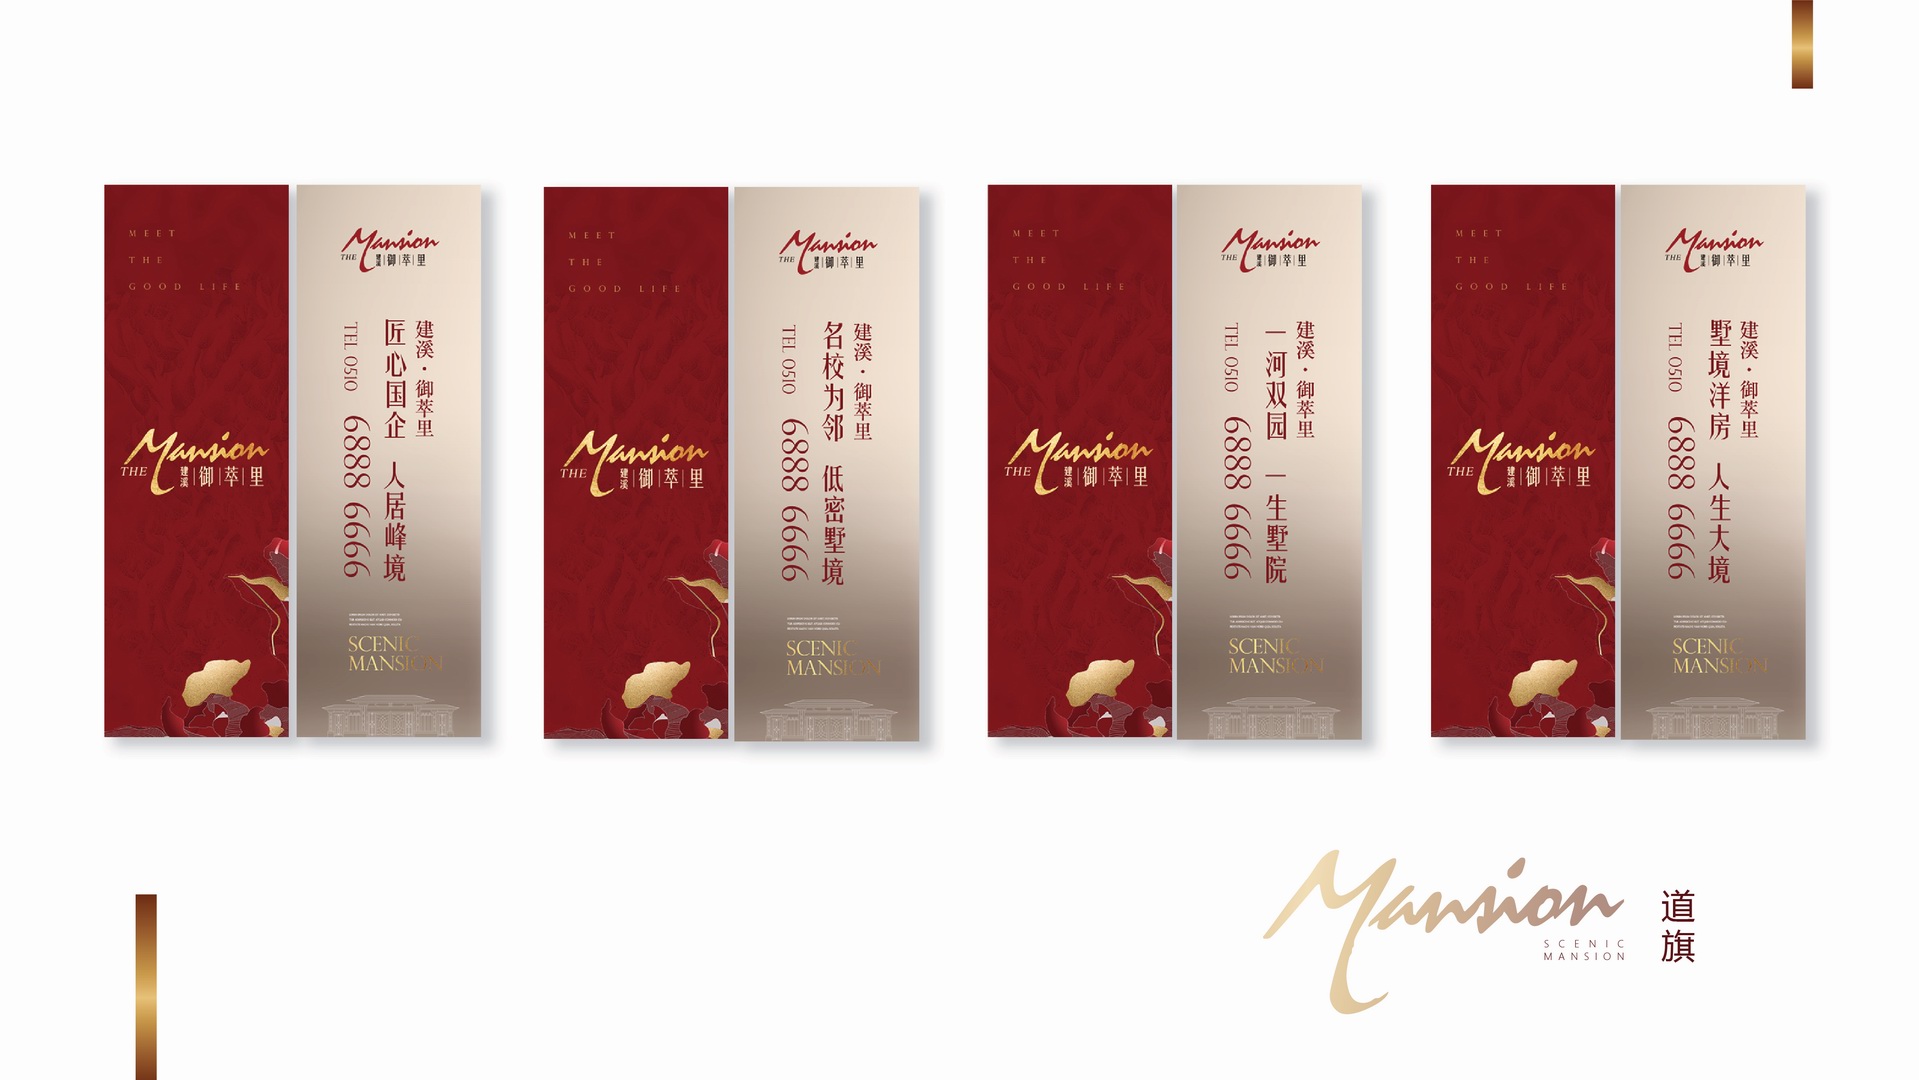 MEET
THE
GOOD LIFE
THE Mansion
建溪 御 萃 里
Mansion
THE 建溪 御 萃 里
建溪·御萃里
匠心国企 人居峰境
TEL 0510 6888 6666
SCENIC
MANSION
MEET
THE
GOOD LIFE
THE Mansion
建溪 御 萃 里
Mansion
THE 建溪 御 萃 里
建溪·御萃里
名校为邻 低密墅境
TEL 0510 6888 6666
SCENIC
MANSION
MEET
THE
GOOD LIFE
THE Mansion
建溪 御 萃 里
Mansion
THE 建溪 御 萃 里
建溪·御萃里
一河双园 一生墅院
TEL 0510 6888 6666
SCENIC
MANSION
MEET
THE
GOOD LIFE
THE Mansion
建溪 御 萃 里
Mansion
THE 建溪 御 萃 里
建溪·御萃里
墅境洋房 人生大境
TEL 0510 6888 6666
SCENIC
MANSION
Mansion
SCENIC
MANSION
道旗